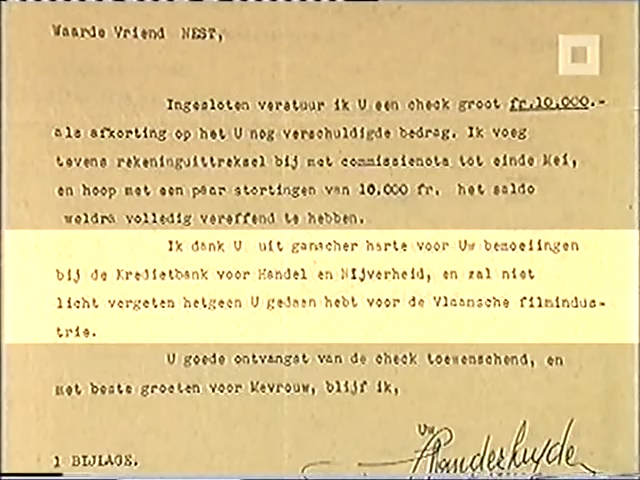 Waarde Vriend NEST,
Ingesloten verstuur ik U een check groot fr.10.000.-
als afkorting op het U nog verschuldigde bedrag. Ik voeg
tevens rekeninguittreksel bij met commissienota tot einde Mei,
en hoop met een paar stortingen van 10.000 fr. het saldo
weldra volledig vereffend te hebben.
Ik dank U uit ganscher harte voor Uw bemoeiingen
bij de Kredietbank voor Handel en Nijverheid, en zal niet
licht vergeten hetgeen U gedaan hebt voor de Vlaansche filmindus-
trie.
U goede ontvangst van de check toewenschend, en
met beste groeten voor Mevrouw, blijf ik,
Uw
1 BIJLAGE.